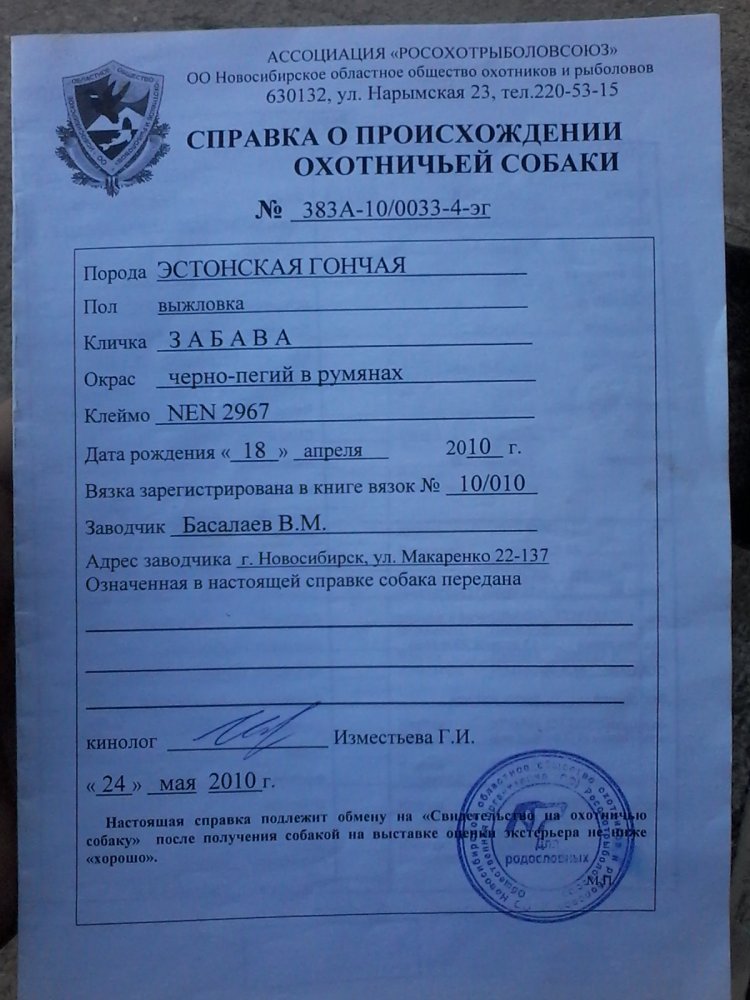 АССОЦИАЦИЯ «РОСОХОТРЫБОЛОВСОЮЗ»
ОО Новосибирское областное общество охотников и рыболовов
630132, ул. Нарымская 23, тел.220-53-15
СПРАВКА О ПРОИСХОЖДЕНИИ
ОХОТНИЧЬЕЙ СОБАКИ
№ 383А-10/0033-4-эг
Порода ЭСТОНСКАЯ ГОНЧАЯ
Пол выжловка
Кличка З А Б А В А
Окрас черно-пегий в румянах
Клеймо NEN 2967
Дата рождения «18» апреля 2010 г.
Вязка зарегистрирована в книге вязок № 10/010
Заводчик Басалаев В.М.
Адрес заводчика г. Новосибирск, ул. Макаренко 22-137
Означенная в настоящей справке собака передана
кинолог Изместьева Г.И.
«24» мая 2010 г.
Настоящая справка подлежит обмену на «Свидетельство на охотничью
собаку» после получения собакой на выставке оценки экстерьера не ниже
«хорошо».
Для
родословных
М.П.